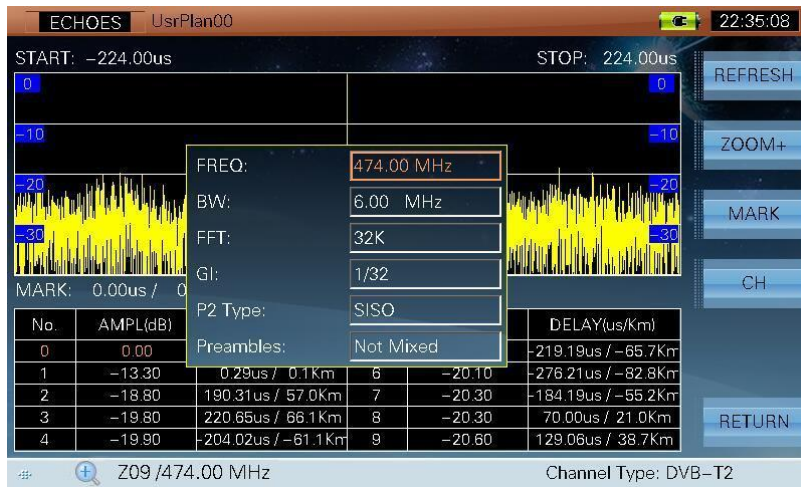 ECHOES UsrPlan00 22:35:08
START: -224.00us STOP: 224.00us
REFRESH
0 0
-10 -10
ZOOM+
FREQ: 474.00 MHz
-20 -20
BW: 6.00 MHz
MARK
FFT: 32K
-30 -30
GI: 1/32
CH
MARK: 0.00us / 0
P2 Type: SISO
No. AMPL(dB) DELAY(us/Km)
Preambles: Not Mixed
0 0.00 -219.19us / -65.7Km
1 -13.30 0.29us / 0.1Km 6 -20.10 -276.21us / -82.8Km
2 -18.80 190.31us / 57.0Km 7 -20.30 -184.19us / -55.2Km
3 -19.80 220.65us / 66.1Km 8 -20.30 70.00us / 21.0Km
4 -19.90 -204.02us / -61.1Km 9 -20.60 129.06us / 38.7Km
RETURN
Z09 /474.00 MHz Channel Type: DVB-T2